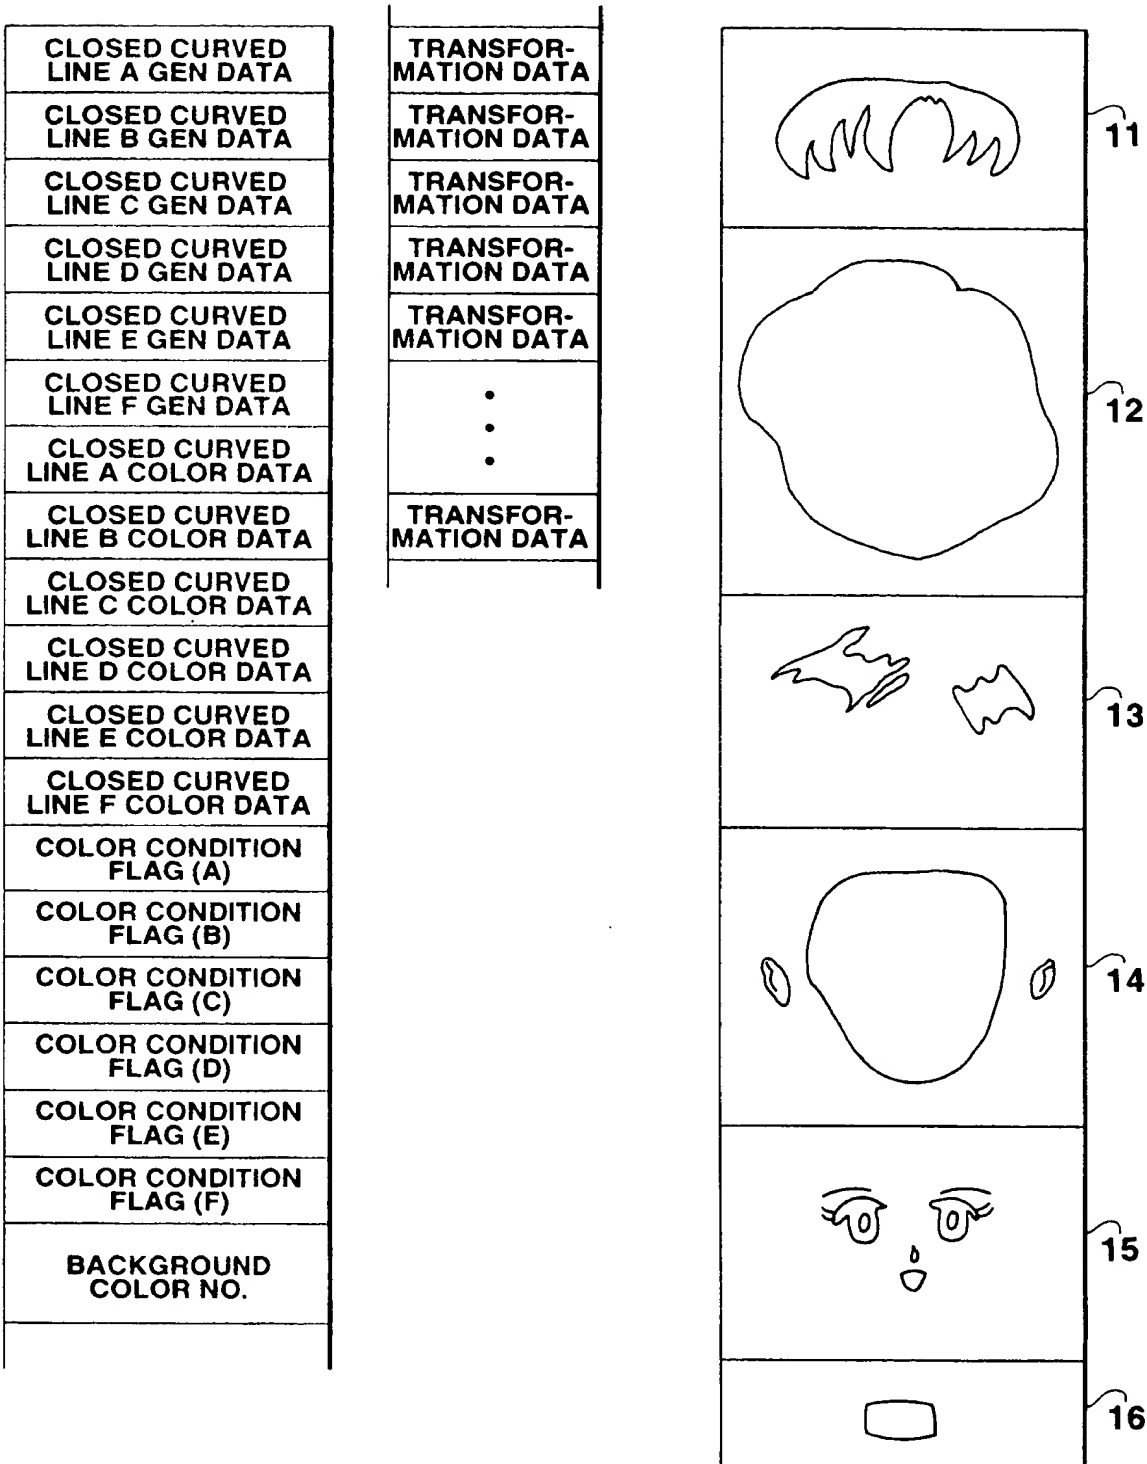 CLOSED CURVED
LINE A GEN DATA
CLOSED CURVED
LINE B GEN DATA
CLOSED CURVED
LINE C GEN DATA
CLOSED CURVED
LINE D GEN DATA
CLOSED CURVED
LINE E GEN DATA
CLOSED CURVED
LINE F GEN DATA
CLOSED CURVED
LINE A COLOR DATA
CLOSED CURVED
LINE B COLOR DATA
CLOSED CURVED
LINE C COLOR DATA
CLOSED CURVED
LINE D COLOR DATA
CLOSED CURVED
LINE E COLOR DATA
CLOSED CURVED
LINE F COLOR DATA
COLOR CONDITION
FLAG (A)
COLOR CONDITION
FLAG (B)
COLOR CONDITION
FLAG (C)
COLOR CONDITION
FLAG (D)
COLOR CONDITION
FLAG (E)
COLOR CONDITION
FLAG (F)
BACKGROUND
COLOR NO.
TRANSFOR-
MATION DATA
TRANSFOR-
MATION DATA
TRANSFOR-
MATION DATA
TRANSFOR-
MATION DATA
TRANSFOR-
MATION DATA
TRANSFOR-
MATION DATA
11
12
13
14
15
16